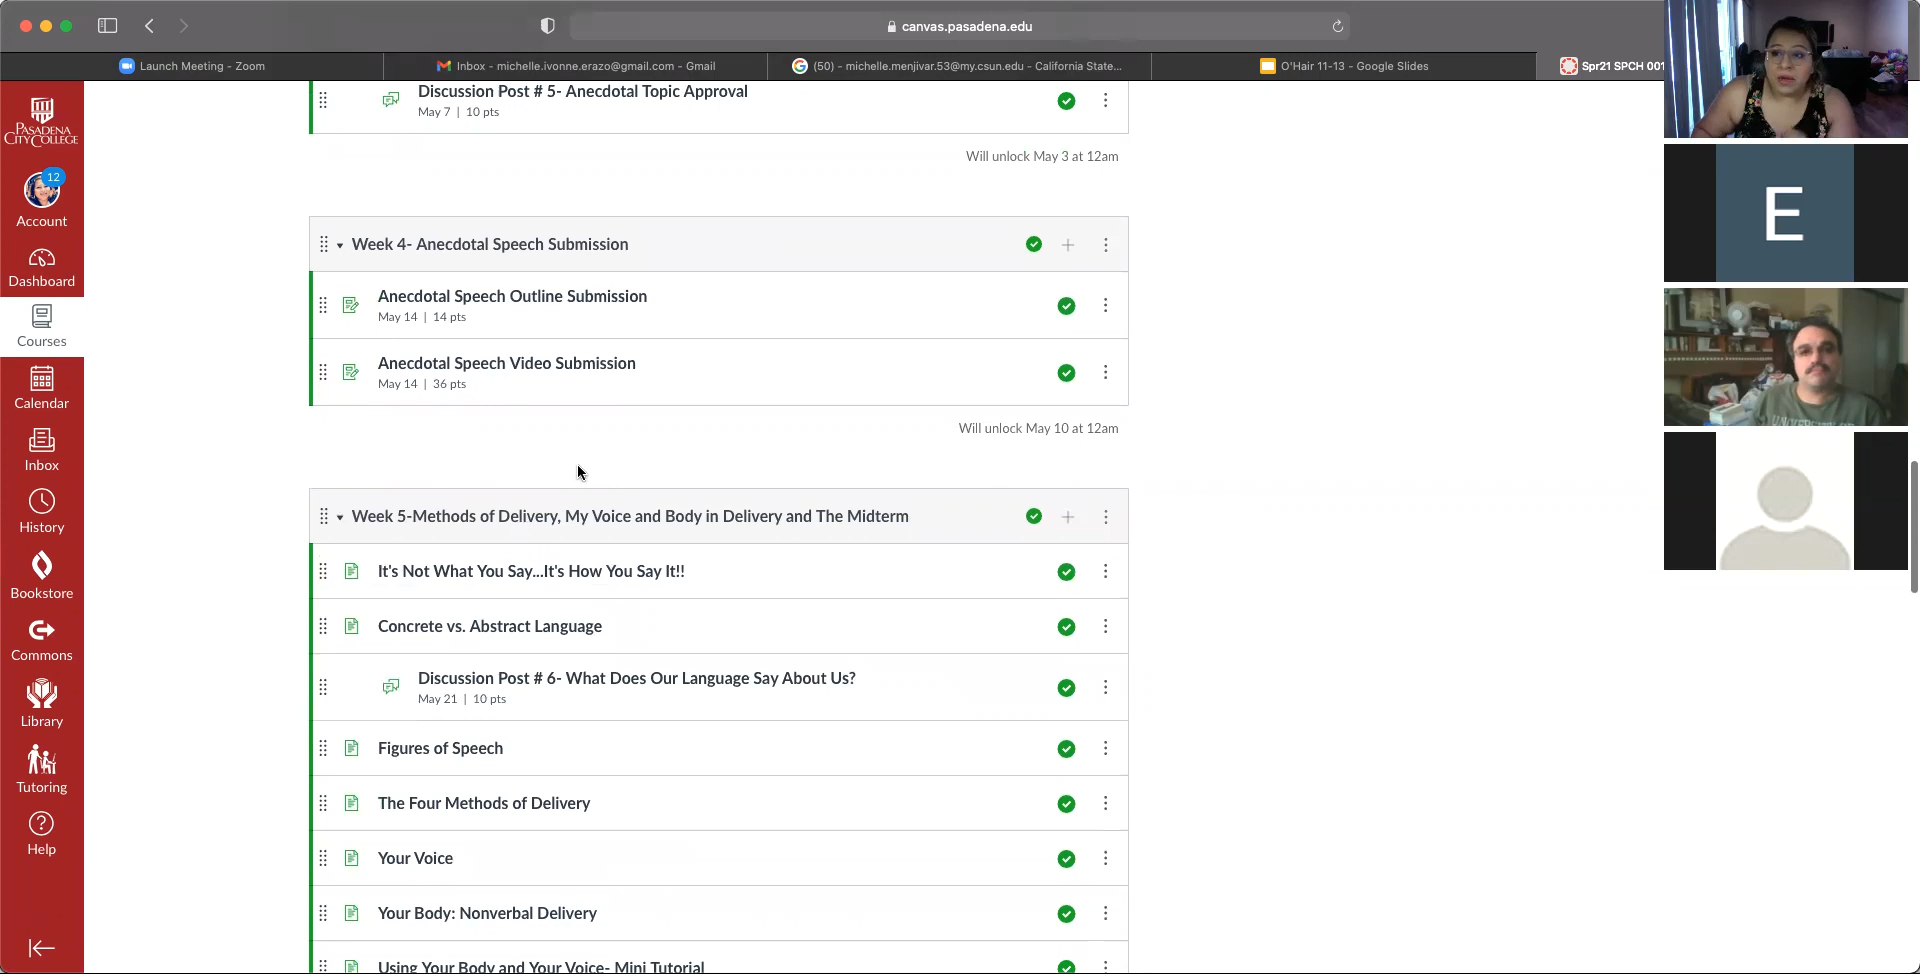 canvas.pasadena.edu
Launch Meeting - Zoom
Inbox - michelle.ivonne.erazo@gmail.com - Gmail
(50) - michelle.menjivar.53@my.csun.edu - California State...
O'Hair 11-13 - Google Slides
Spr21 SPCH 001
PASADENA
CITY COLLEGE
12
Account
Dashboard
Courses
Calendar
Inbox
History
Bookstore
Commons
Library
Tutoring
Help
Discussion Post # 5- Anecdotal Topic Approval
May 7 | 10 pts
Will unlock May 3 at 12am
Week 4- Anecdotal Speech Submission
Anecdotal Speech Outline Submission
May 14 | 14 pts
Anecdotal Speech Video Submission
May 14 | 36 pts
Will unlock May 10 at 12am
Week 5-Methods of Delivery, My Voice and Body in Delivery and The Midterm
It's Not What You Say...It's How You Say It!!
Concrete vs. Abstract Language
Discussion Post # 6- What Does Our Language Say About Us?
May 21 | 10 pts
Figures of Speech
The Four Methods of Delivery
Your Voice
Your Body: Nonverbal Delivery
Using Your Body and Your Voice- Mini Tutorial
E